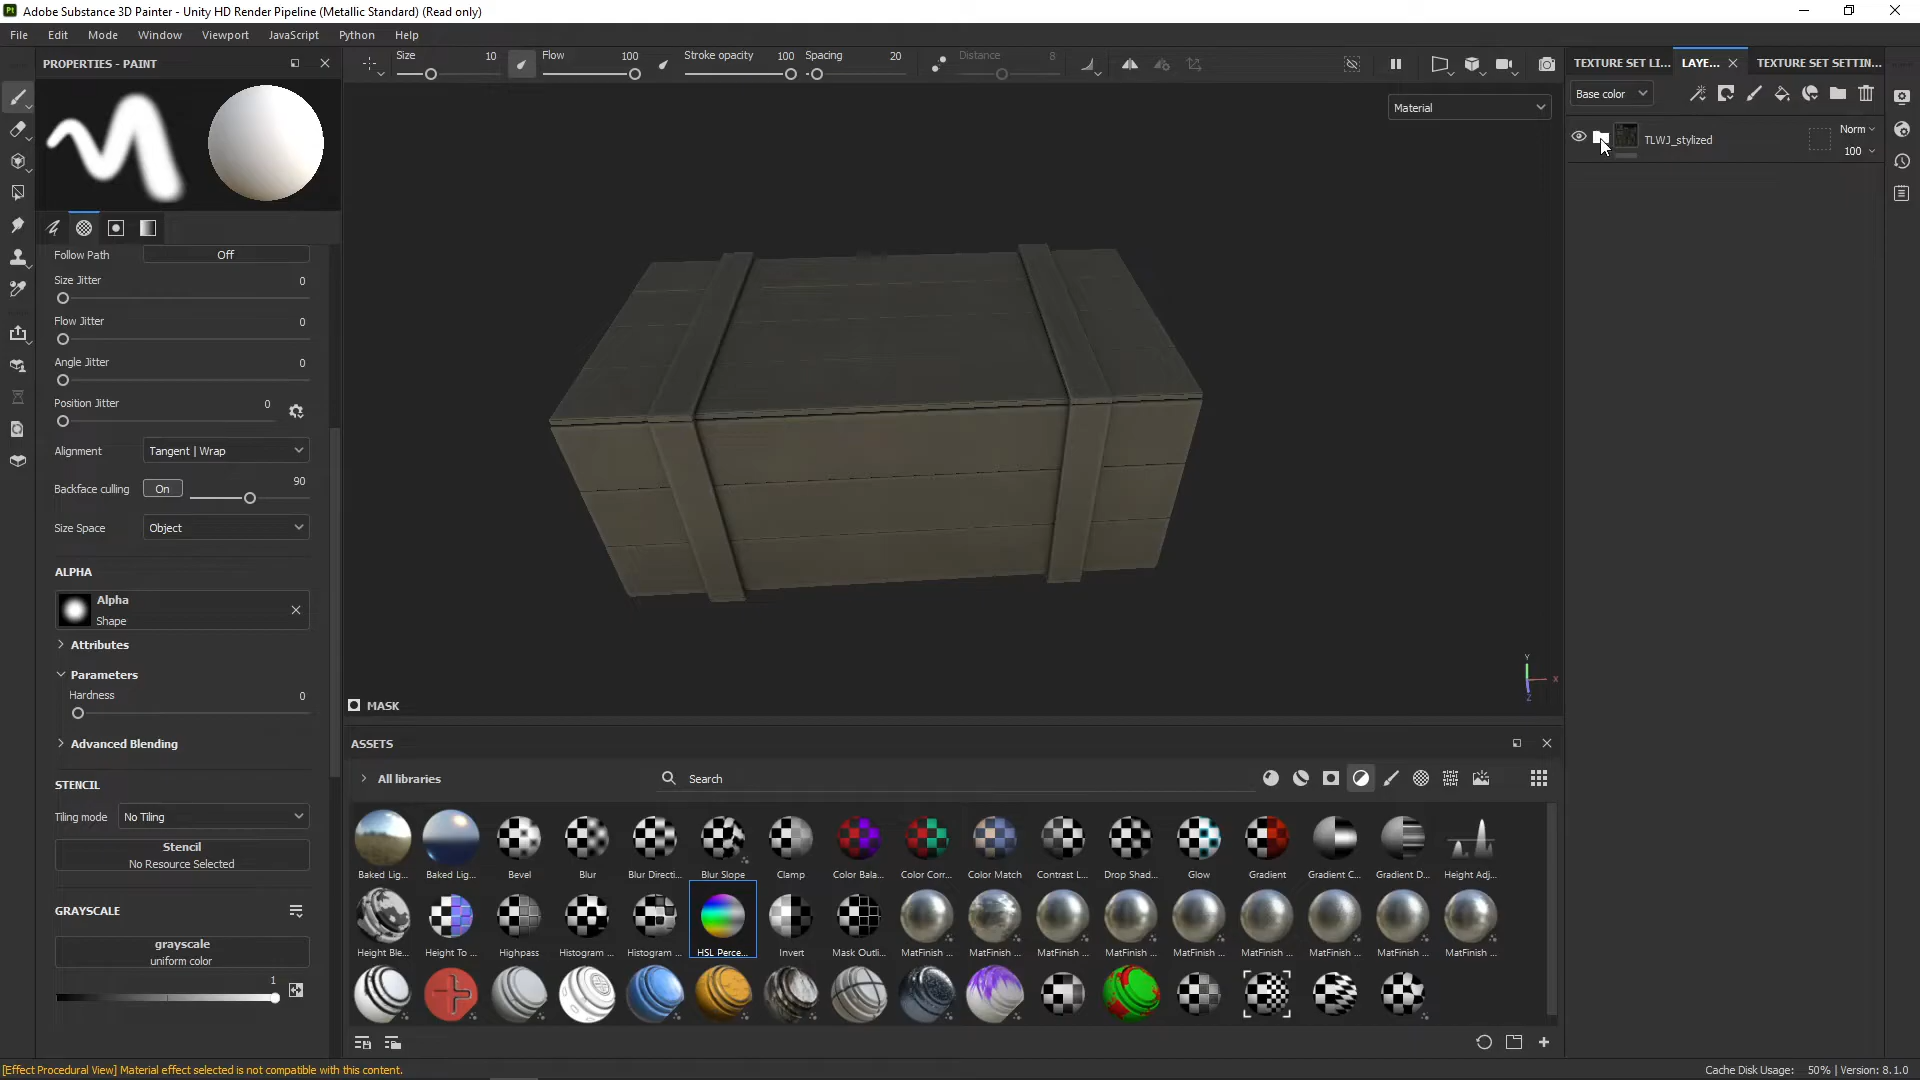 Adobe Substance 3D Painter - Unity HD Render Pipeline (Metallic Standard) (Read only)
File Edit Mode Window Viewport JavaScript Python Help
PROPERTIES - PAINT
Size 10 Flow 100 Stroke opacity 100 Spacing 20 Distance 8
TEXTURE SET LI... LAYE... TEXTURE SET SETTIN...
Base color
Material
TLWJ_stylized
Norm
100
Follow Path Off
Size Jitter 0
Flow Jitter 0
Angle Jitter 0
Position Jitter 0
Alignment Tangent | Wrap
Backface culling On 90
Size Space Object
ALPHA
Alpha
Shape
Attributes
Parameters
Hardness 0
Advanced Blending
STENCIL
Tiling mode No Tiling
Stencil
No Resource Selected
GRAYSCALE
grayscale
uniform color
1
Y
X
Z
MASK
ASSETS
All libraries
Search
Baked Lig... Baked Lig... Bevel Blur Blur Directi... Blur Slope Clamp Color Bala... Color Corr... Color Match Contrast L... Drop Shad... Glow Gradient Gradient C... Gradient D... Height Adj...
Height Ble... Height To ... Highpass Histogram ... Histogram ... HSL Perce... Invert Mask Outli... MatFinish ... MatFinish ... MatFinish ... MatFinish ... MatFinish ... MatFinish ... MatFinish ... MatFinish ... MatFinish ...
[Effect Procedural View] Material effect selected is not compatible with this content.
Cache Disk Usage: 50% | Version: 8.1.0